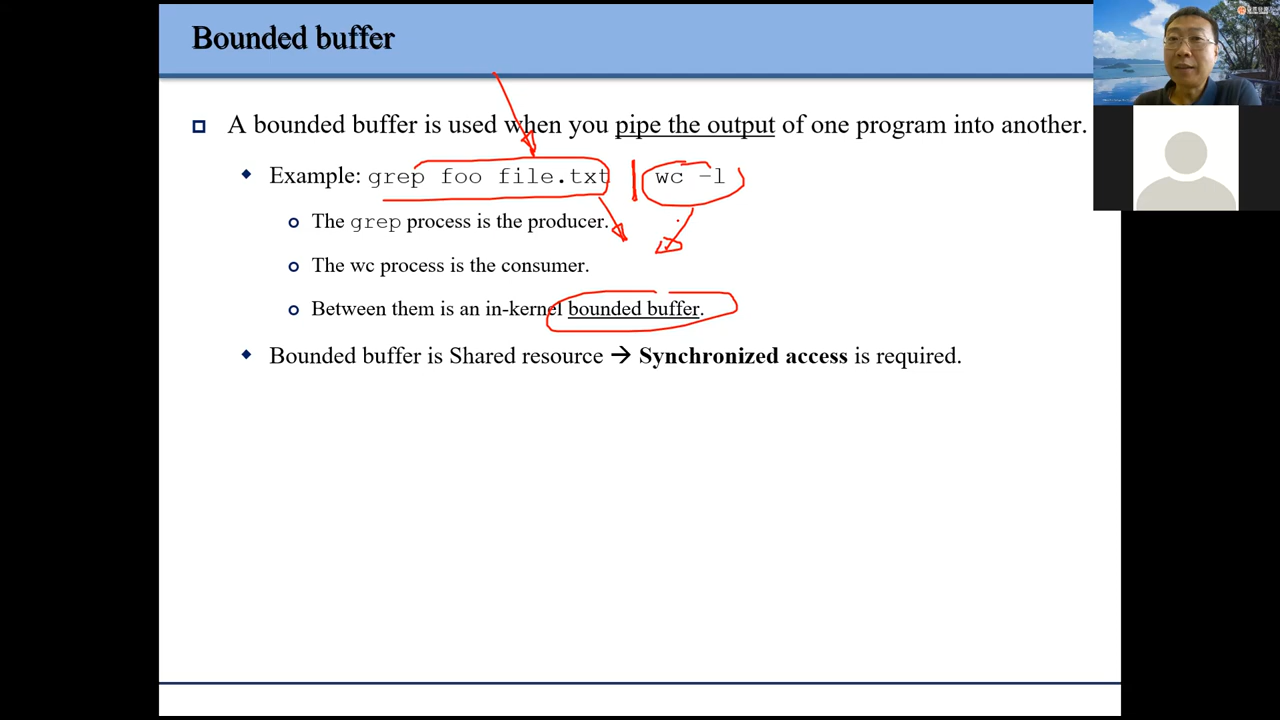 Bounded buffer
A bounded buffer is used when you pipe the output of one program into another.
Example: grep foo file.txt | wc –l
The grep process is the producer.
The wc process is the consumer.
Between them is an in-kernel bounded buffer.
Bounded buffer is Shared resource → Synchronized access is required.